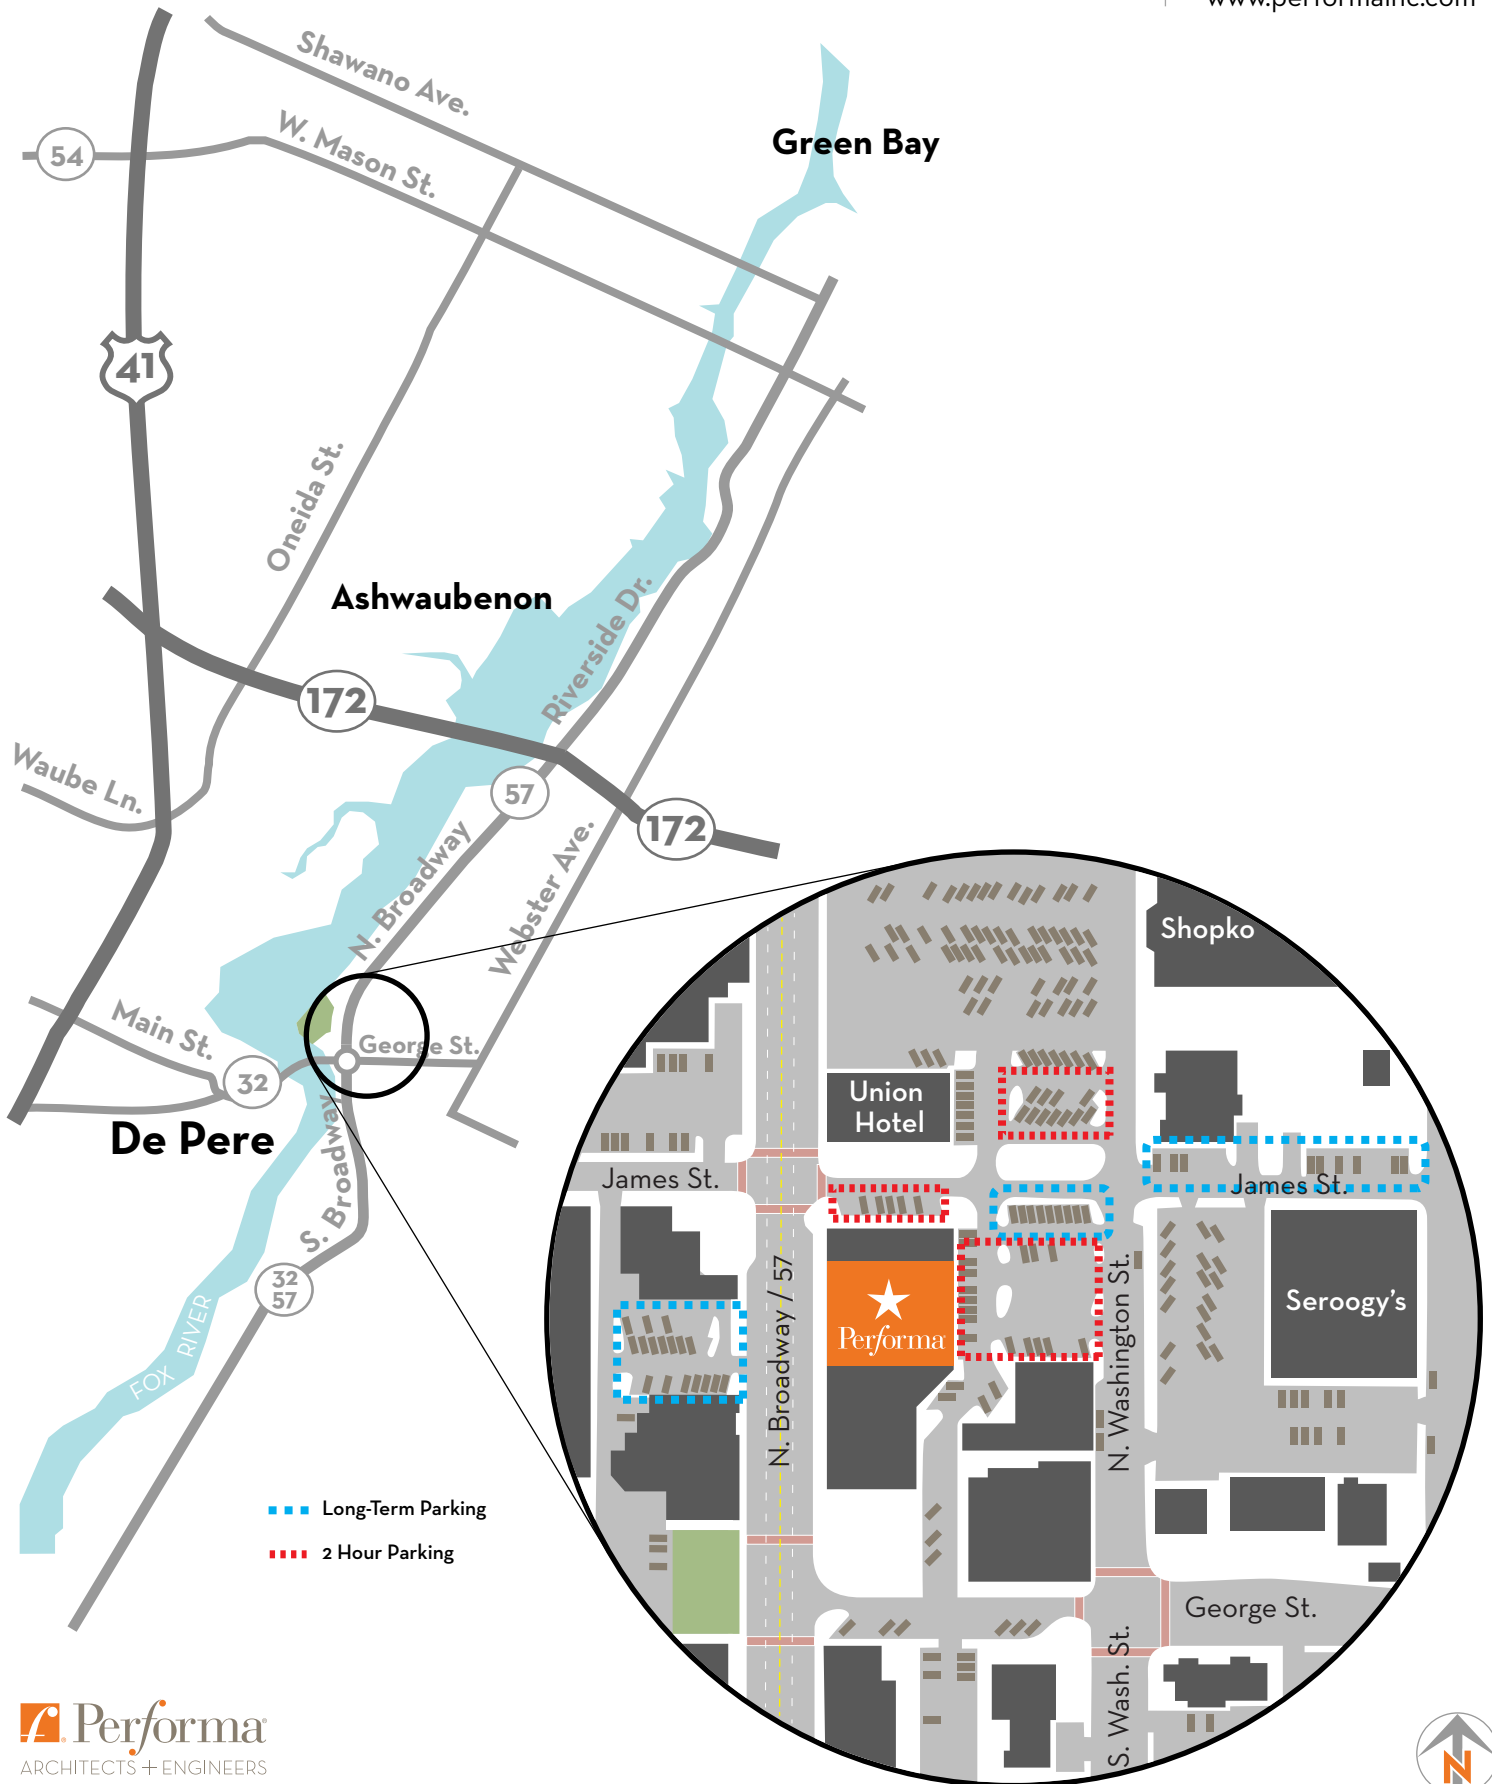 www.performainc.com
Shawano Ave.
W. Mason St.
54
Green Bay
41
Oneida St.
Ashwaubenon
Riverside Dr.
172
Waube Ln.
57
172
N. Broadway
Webster Ave.
Main St.
George St.
32
De Pere
S. Broadway
32
57
FOX RIVER
Shopko
Union
Hotel
James St.
James St.
N. Broadway / 57
Performa
N. Washington St.
Seroogy's
George St.
S. Wash. St.
Long-Term Parking
2 Hour Parking
Performa
ARCHITECTS + ENGINEERS
N